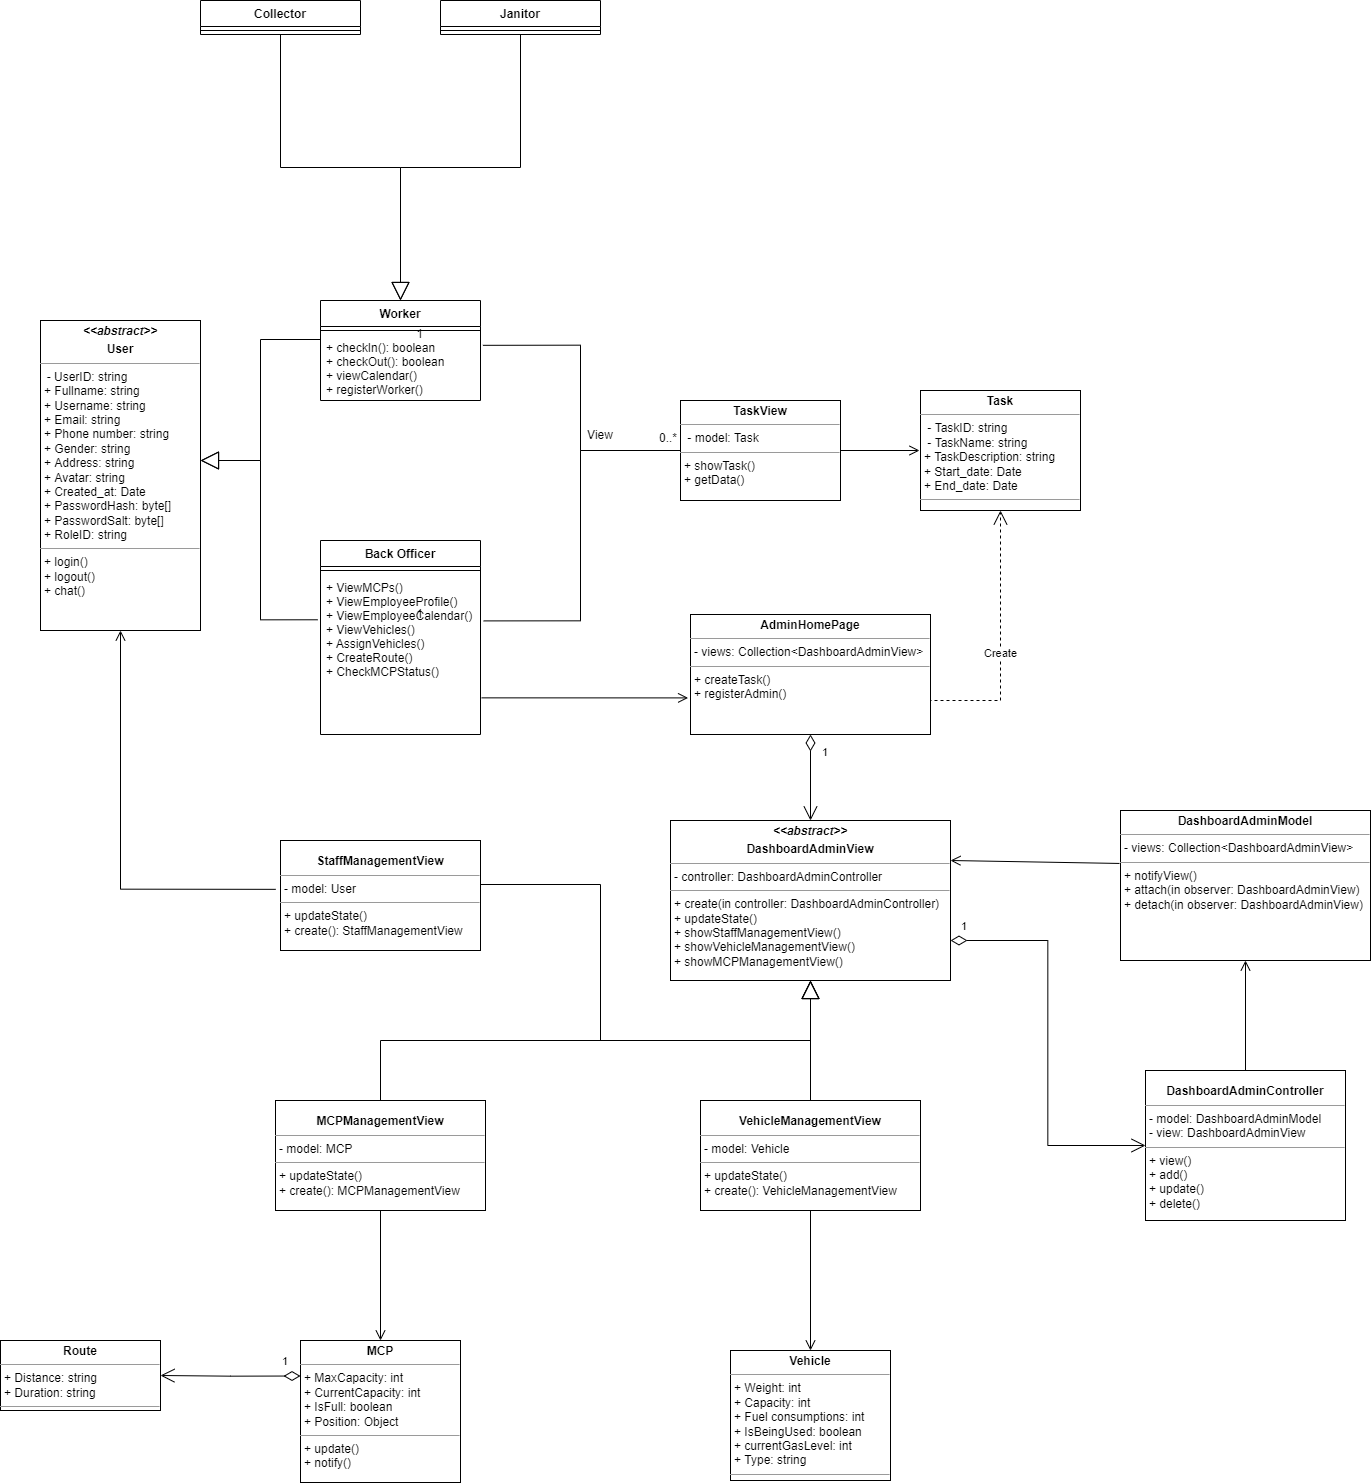 Collector
Janitor
Worker
1
+ checkIn(): boolean
+ checkOut(): boolean
+ viewCalendar()
+ registerWorker()
<<abstract>>
User
- UserID: string
+ Fullname: string
+ Username: string
+ Email: string
+ Phone number: string
+ Gender: string
+ Address: string
+ Avatar: string
+ Created_at: Date
+ PasswordHash: byte[]
+ PasswordSalt: byte[]
+ RoleID: string
+ login()
+ logout()
+ chat()
View
0..*
TaskView
- model: Task
+ showTask()
+ getData()
Task
- TaskID: string
- TaskName: string
+ TaskDescription: string
+ Start_date: Date
+ End_date: Date
Back Officer
+ ViewMCPs()
+ ViewEmployeeProfile()
+ ViewEmployeeCalendar()
1
+ ViewVehicles()
+ AssignVehicles()
+ CreateRoute()
+ CheckMCPStatus()
AdminHomePage
- views: Collection<DashboardAdminView>
+ createTask()
+ registerAdmin()
Create
1
<<abstract>>
DashboardAdminView
- controller: DashboardAdminController
+ create(in controller: DashboardAdminController)
+ updateState()
+ showStaffManagementView()
+ showVehicleManagementView()
+ showMCPManagementView()
1
DashboardAdminModel
- views: Collection<DashboardAdminView>
+ notifyView()
+ attach(in observer: DashboardAdminView)
+ detach(in observer: DashboardAdminView)
StaffManagementView
- model: User
+ updateState()
+ create(): StaffManagementView
DashboardAdminController
- model: DashboardAdminModel
- view: DashboardAdminView
+ view()
+ add()
+ update()
+ delete()
MCPManagementView
- model: MCP
+ updateState()
+ create(): MCPManagementView
VehicleManagementView
- model: Vehicle
+ updateState()
+ create(): VehicleManagementView
Route
+ Distance: string
+ Duration: string
1
MCP
+ MaxCapacity: int
+ CurrentCapacity: int
+ IsFull: boolean
+ Position: Object
+ update()
+ notify()
Vehicle
+ Weight: int
+ Capacity: int
+ Fuel consumptions: int
+ IsBeingUsed: boolean
+ currentGasLevel: int
+ Type: string